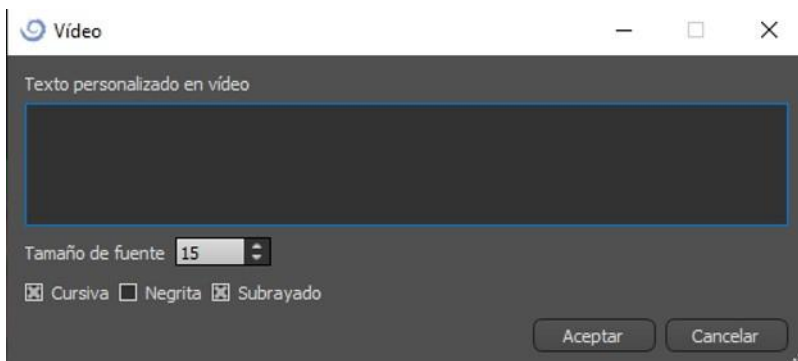 Vídeo
Texto personalizado en vídeo
Tamaño de fuente 15
Cursiva Negrita Subrayado
Aceptar Cancelar